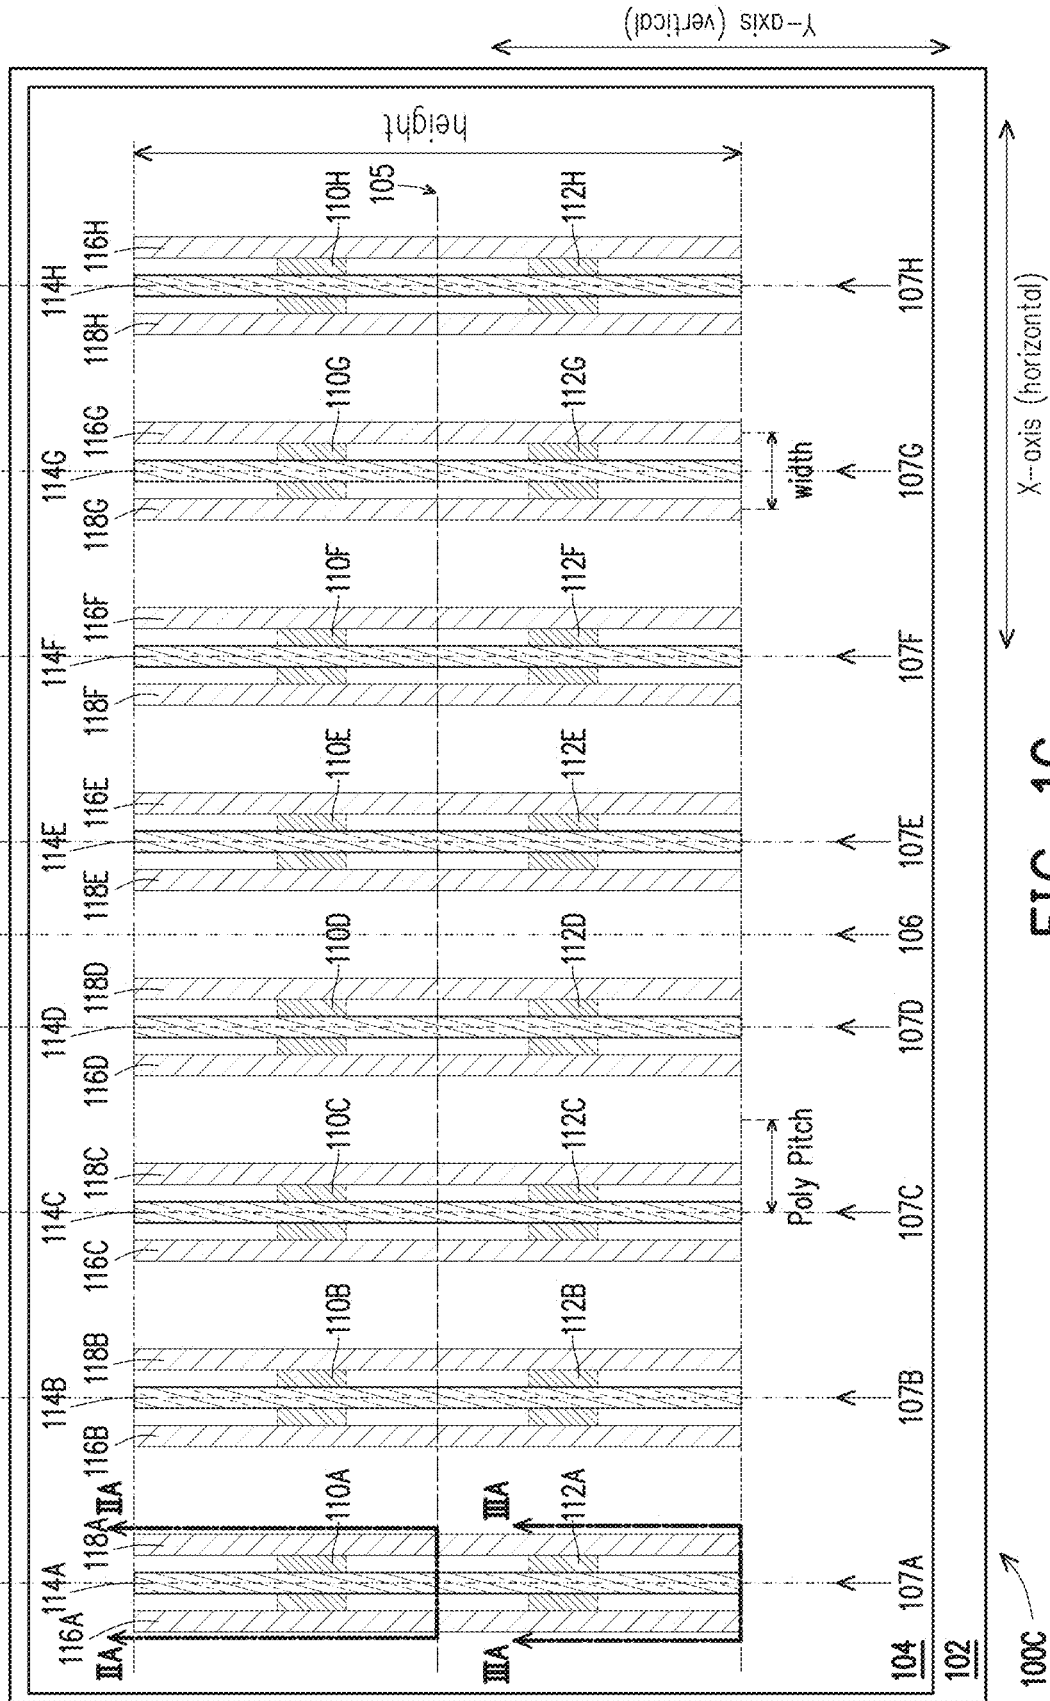 114A 114B 114C 114D 114E 114F 114G 114H
116A 118A 116B 118B 116C 118C 116D 118D 118E 116E 118F 116F 118G 116G 118H 116H
IIA IIA
110A 110B 110C 110D 110E 110F 110G 110H
105
height
Y-axis (vertical)
IIIA IIIA
112A 112B 112C 112D 112E 112F 112G 112H
Poly Pitch
width
107A 107B 107C 107D 106 107E 107F 107G 107H
104
102
X-axis (horizontal)
100C